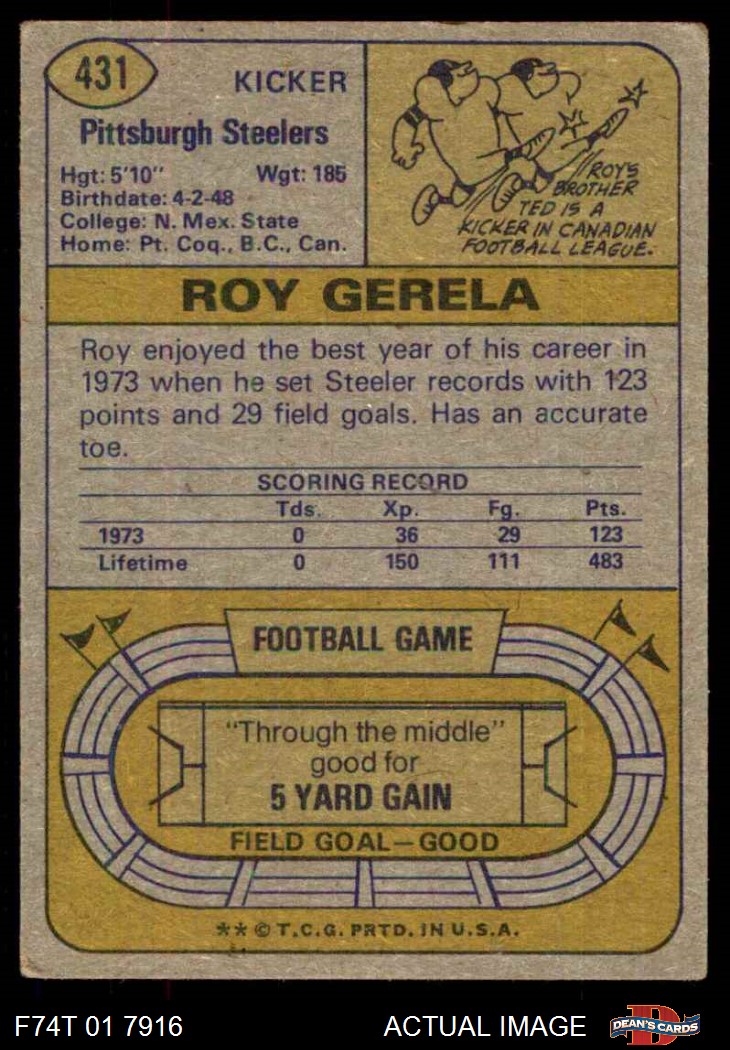 431
KICKER
Pittsburgh Steelers
Hgt: 5'10" Wgt: 185
Birthdate: 4-2-48
College: N. Mex. State
Home: Pt. Coq., B.C., Can.
ROY'S
BROTHER
TED IS A
KICKER IN CANADIAN
FOOTBALL LEAGUE.
ROY GERELA
Roy enjoyed the best year of his career in
1973 when he set Steeler records with 123
points and 29 field goals. Has an accurate
toe.
SCORING RECORD
Tds. Xp. Fg. Pts.
1973 0 36 29 123
Lifetime 0 150 111 483
FOOTBALL GAME
"Through the middle"
good for
5 YARD GAIN
FIELD GOAL—GOOD
** © T.C.G. PRTD. IN U.S.A.
F74T 01 7916 ACTUAL IMAGE
D
DEAN'S CARDS